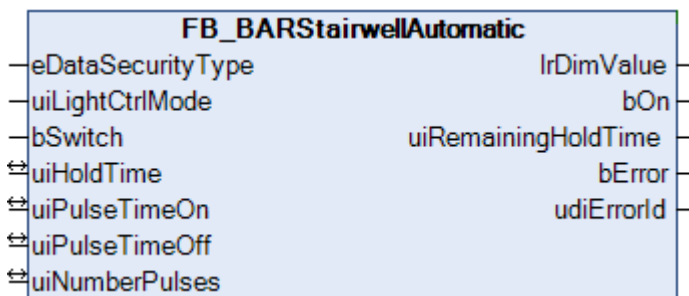 FB_BARStairwellAutomatic
eDataSecurityType lrDimValue
uiLightCtrlMode bOn
bSwitch uiRemainingHoldTime
uiHoldTime bError
uiPulseTimeOn udiErrorId
uiPulseTimeOff
uiNumberPulses